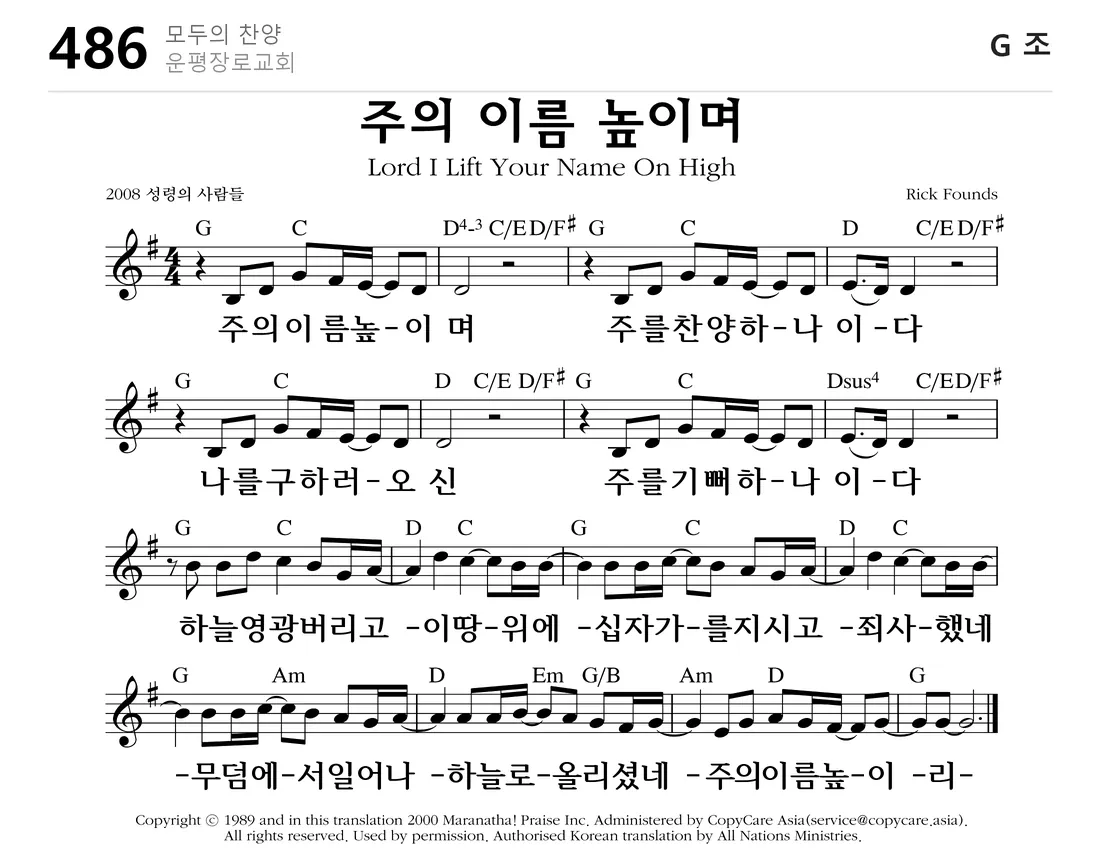 486 모두의 찬양
운평장로교회
G 조
주의 이름 높이며
Lord I Lift Your Name On High
2008 성령의 사람들 Rick Founds
G C D4-3 C/E D/F♯ G C D C/E D/F♯
주의이름높-이 며 주를찬양하-나 이-다
G C D C/E D/F♯ G C Dsus4 C/E D/F♯
나를구하러-오 신 주를기뻐하-나 이-다
G C D C G C D C
하늘영광버리고 -이땅-위에 -십자가-를지시고 -죄사-했네
G Am D Em G/B Am D G
-무덤에-서일어나 -하늘로-올리셨네 -주의이름높-이 -리-
Copyright ⓒ 1989 and in this translation 2000 Maranatha! Praise Inc. Administered by CopyCare Asia(service@copycare.asia).
All rights reserved. Used by permission. Authorised Korean translation by All Nations Ministries.